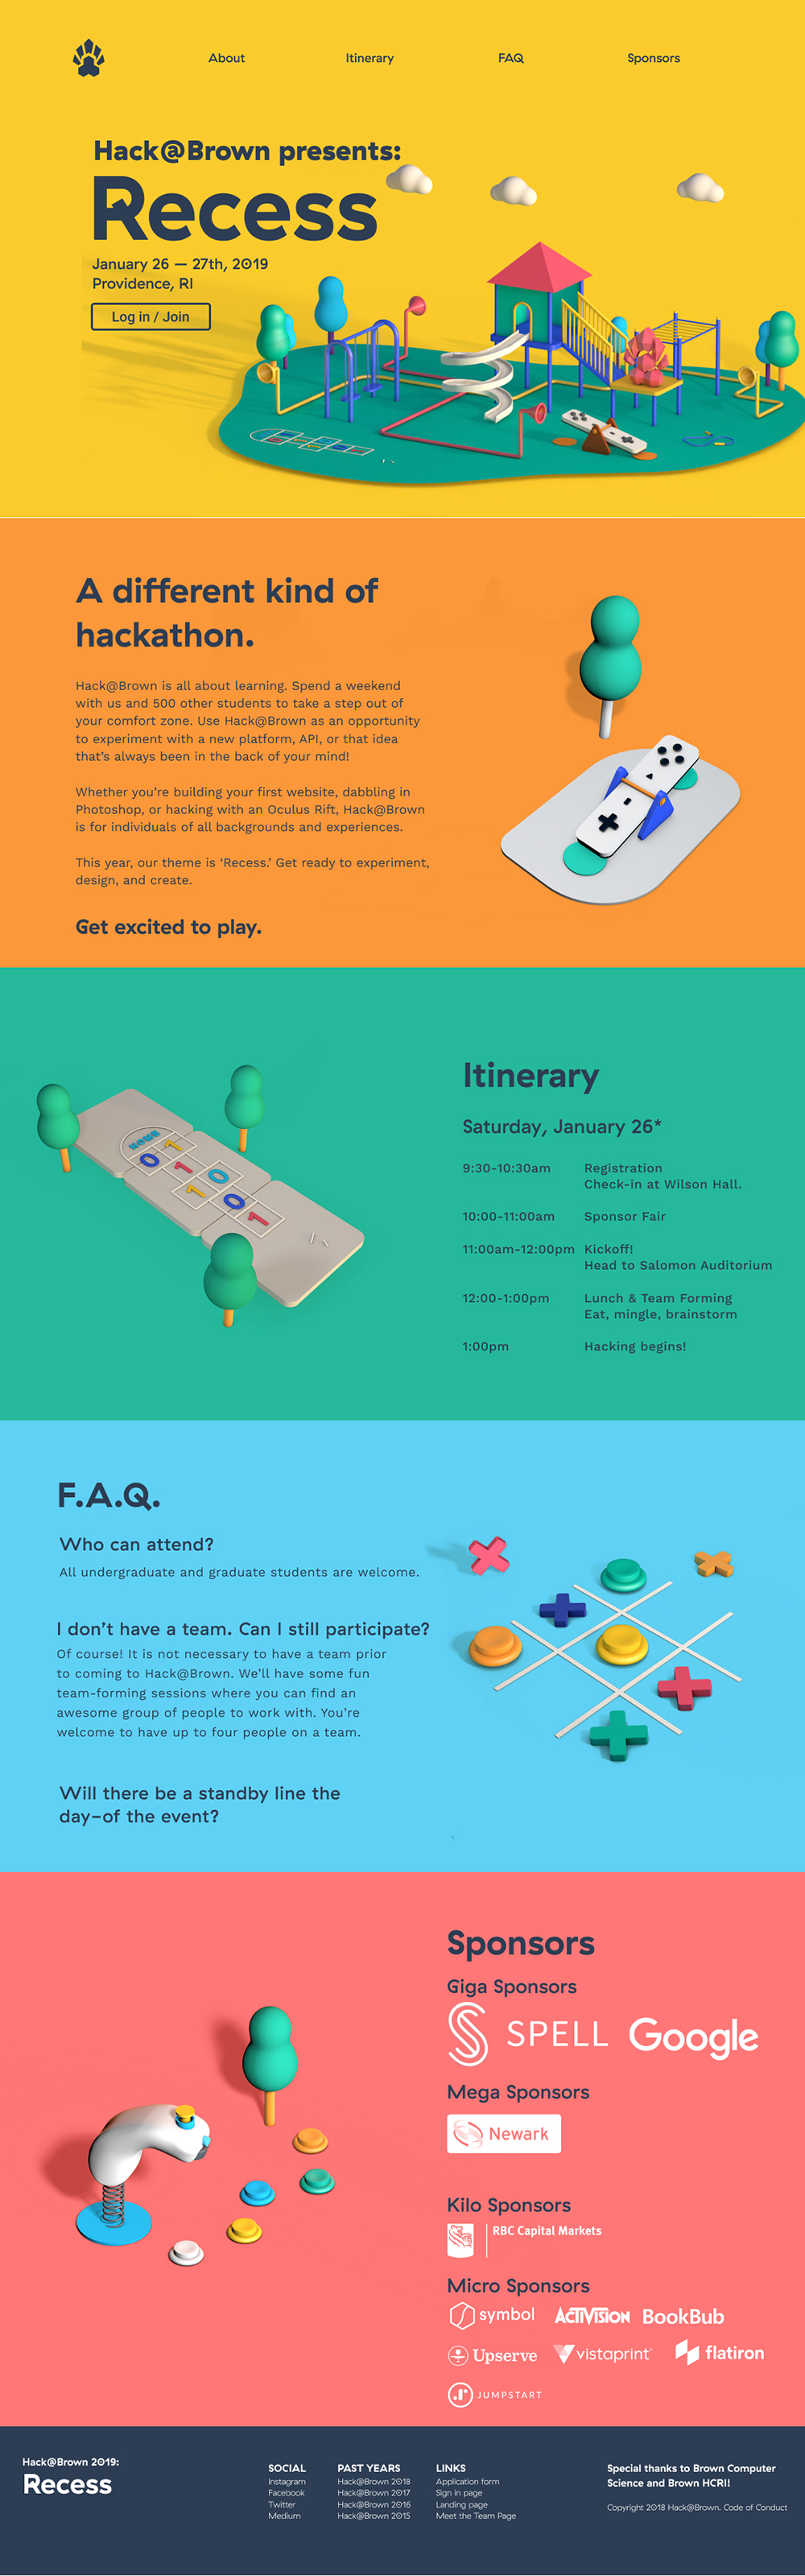 About
Itinerary
FAQ
Sponsors
Hack@Brown presents:
Recess
January 26 — 27th, 2019
Providence, RI
Log in / Join
A different kind of
hackathon.
Hack@Brown is all about learning. Spend a weekend
with us and 500 other students to take a step out of
your comfort zone. Use Hack@Brown as an opportunity
to experiment with a new platform, API, or that idea
that's always been in the back of your mind!
Whether you're building your first website, dabbling in
Photoshop, or hacking with an Oculus Rift, Hack@Brown
is for individuals of all backgrounds and experiences.
This year, our theme is ‘Recess.’ Get ready to experiment,
design, and create.
Get excited to play.
HOME
0 1
1
1 0
0
1
Itinerary
Saturday, January 26*
9:30-10:30am Registration
Check-in at Wilson Hall.
10:00-11:00am Sponsor Fair
11:00am-12:00pm Kickoff!
Head to Salomon Auditorium
12:00-1:00pm Lunch & Team Forming
Eat, mingle, brainstorm
1:00pm Hacking begins!
F.A.Q.
Who can attend?
All undergraduate and graduate students are welcome.
I don't have a team. Can I still participate?
Of course! It is not necessary to have a team prior
to coming to Hack@Brown. We'll have some fun
team-forming sessions where you can find an
awesome group of people to work with. You're
welcome to have up to four people on a team.
Will there be a standby line the
day-of the event?
Sponsors
Giga Sponsors
SPELL Google
Mega Sponsors
Newark
Kilo Sponsors
RBC Capital Markets
Micro Sponsors
symbol ACTIVISION BookBub
Upserve vistaprint flatiron
JUMPSTART
Hack@Brown 2019:
Recess
SOCIAL
Instagram
Facebook
Twitter
Medium
PAST YEARS
Hack@Brown 2018
Hack@Brown 2017
Hack@Brown 2016
Hack@Brown 2015
LINKS
Application form
Sign in page
Landing page
Meet the Team Page
Special thanks to Brown Computer
Science and Brown HCRI!
Copyright 2018 Hack@Brown. Code of Conduct